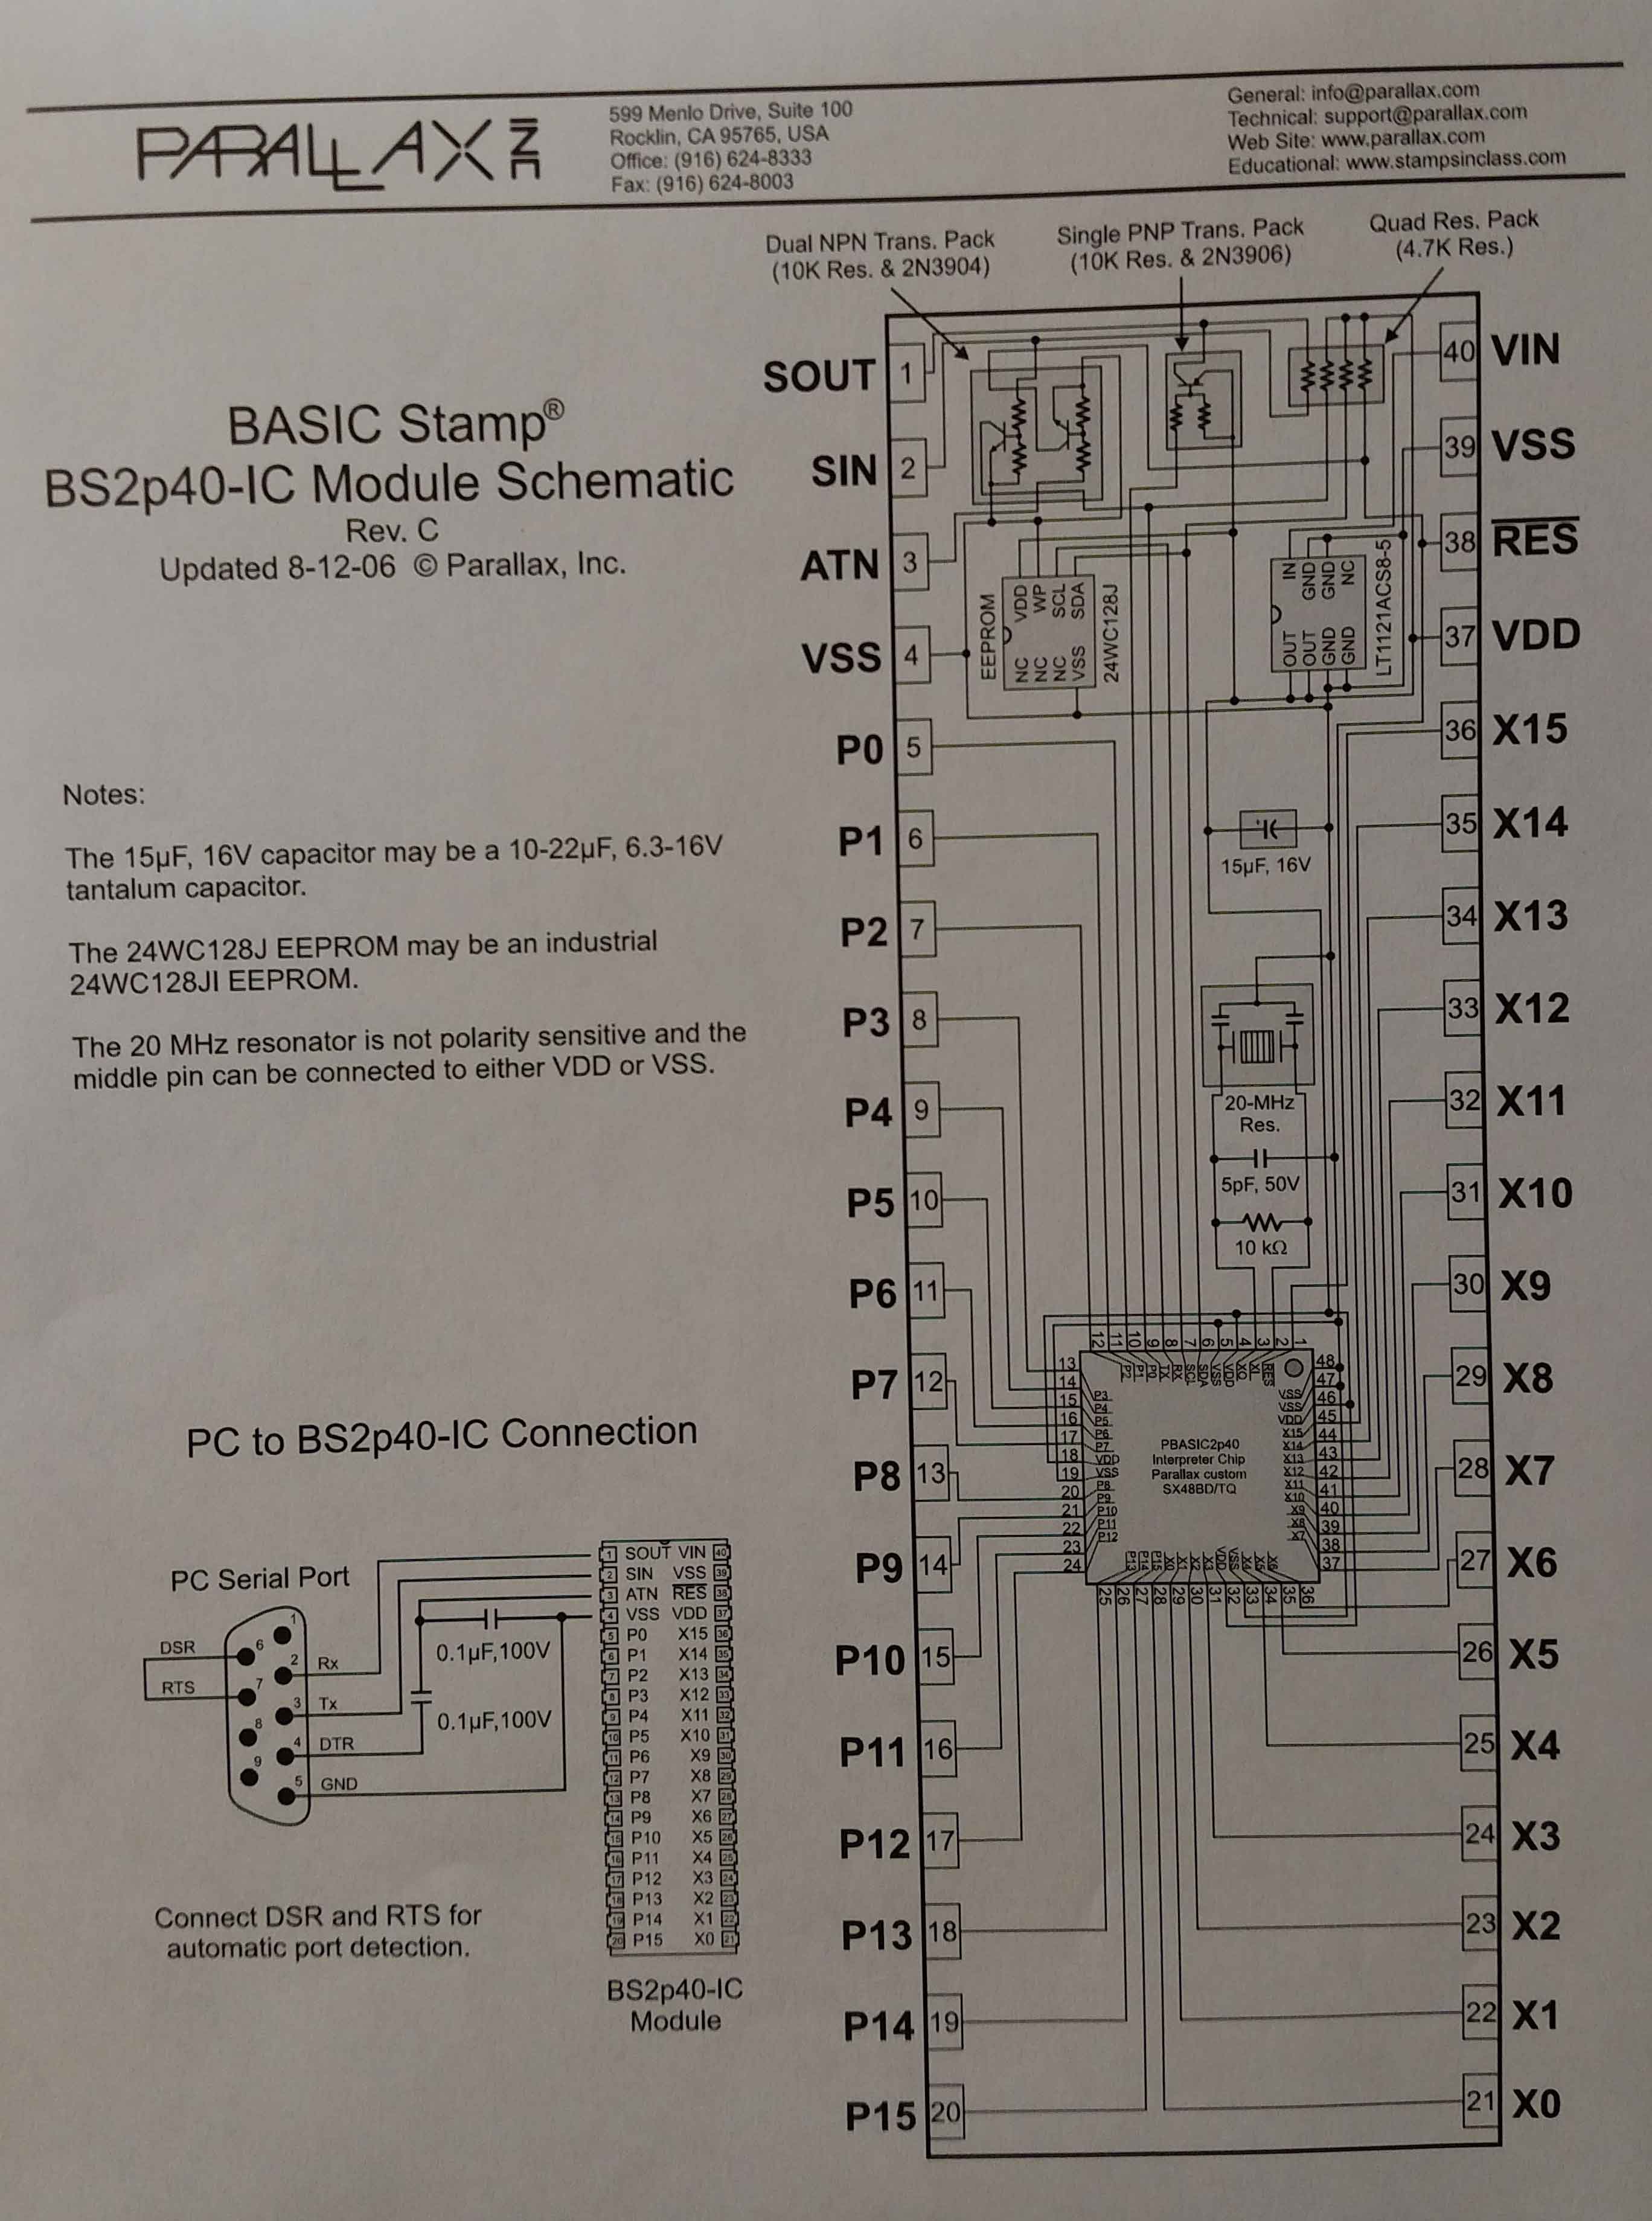 PARALLAX INC
599 Menlo Drive, Suite 100
Rocklin, CA 95765, USA
Office: (916) 624-8333
Fax: (916) 624-8003
General: info@parallax.com
Technical: support@parallax.com
Web Site: www.parallax.com
Educational: www.stampsinclass.com
BASIC Stamp®
BS2p40-IC Module Schematic
Rev. C
Updated 8-12-06 © Parallax, Inc.
Notes:
The 15µF, 16V capacitor may be a 10-22µF, 6.3-16V
tantalum capacitor.
The 24WC128J EEPROM may be an industrial
24WC128JI EEPROM.
The 20 MHz resonator is not polarity sensitive and the
middle pin can be connected to either VDD or VSS.
Dual NPN Trans. Pack
(10K Res. & 2N3904)
Single PNP Trans. Pack
(10K Res. & 2N3906)
Quad Res. Pack
(4.7K Res.)
SOUT 1
SIN 2
ATN 3
VSS 4
P0 5
P1 6
P2 7
P3 8
P4 9
P5 10
P6 11
P7 12
P8 13
P9 14
P10 15
P11 16
P12 17
P13 18
P14 19
P15 20
40 VIN
39 VSS
38 RES
37 VDD
36 X15
35 X14
34 X13
33 X12
32 X11
31 X10
30 X9
29 X8
28 X7
27 X6
26 X5
25 X4
24 X3
23 X2
22 X1
21 X0
EEPROM
VDD
WP
SCL
SDA
NC
NC
NC
VSS
24WC128J
IN
GND
GND
NC
OUT
OUT
GND
GND
LT1121ACS8-5
15µF, 16V
20-MHz
Res.
5pF, 50V
10 kΩ
12 11 10 9 8 7 6 5 4 3 2 1
P2 P1 P0 TX RX SCL SDA VSS VDD XO XI RES
13
14
15
16
17
18
19
20
21
22
23
24
P3
P4
P5
P6
P7
VDD
VSS
P8
P9
P10
P11
P12
PBASIC2p40
Interpreter Chip
Parallax custom
SX48BD/TQ
VSS
VSS
VDD
X15
X14
X13
X12
X11
X10
X9
X8
X7
48
47
46
45
44
43
42
41
40
39
38
37
P13 P14 P15 X0 X1 X2 X3 VDD VSS X4 X5 X6
25 26 27 28 29 30 31 32 33 34 35 36
PC to BS2p40-IC Connection
PC Serial Port
DSR
RTS
1
6
2
7
3
8
4
9
5
Rx
Tx
DTR
GND
0.1µF,100V
0.1µF,100V
1 SOUT VIN 40
2 SIN VSS 39
3 ATN RES 38
4 VSS VDD 37
5 P0 X15 36
6 P1 X14 35
7 P2 X13 34
8 P3 X12 33
9 P4 X11 32
10 P5 X10 31
11 P6 X9 30
12 P7 X8 29
13 P8 X7 28
14 P9 X6 27
15 P10 X5 26
16 P11 X4 25
17 P12 X3 24
18 P13 X2 23
19 P14 X1 22
20 P15 X0 21
BS2p40-IC
Module
Connect DSR and RTS for
automatic port detection.